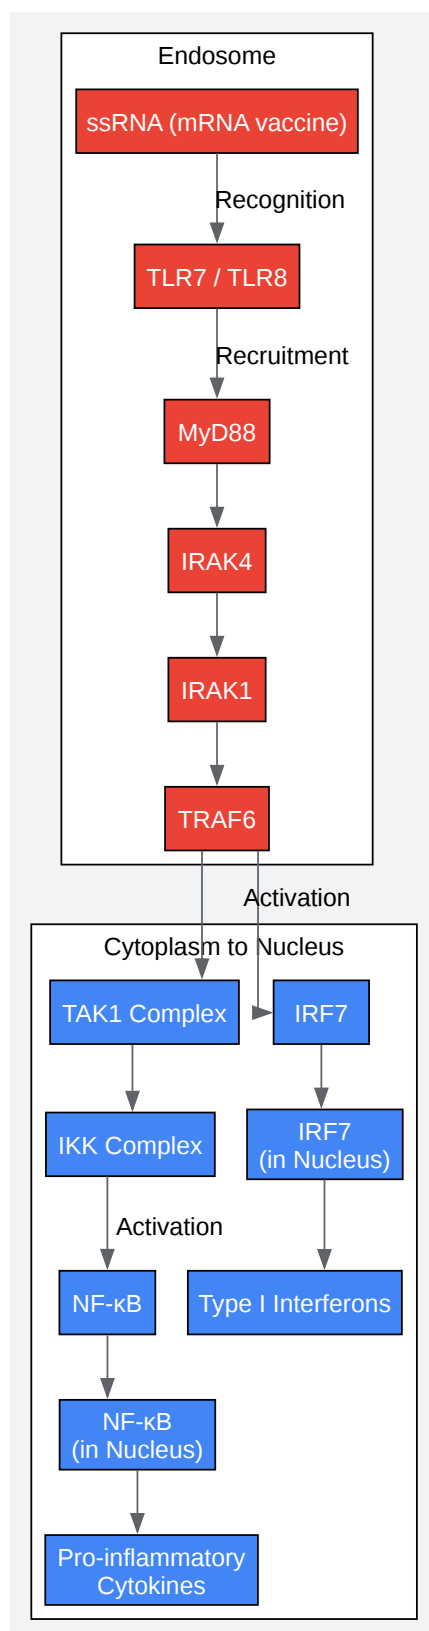 Endosome
ssRNA (mRNA vaccine)
Recognition
TLR7 / TLR8
Recruitment
MyD88
IRAK4
IRAK1
TRAF6
Activation
Cytoplasm to Nucleus
TAK1 Complex
IRF7
IKK Complex
IRF7
(in Nucleus)
Activation
NF-κB
Type I Interferons
NF-κB
(in Nucleus)
Pro-inflammatory
Cytokines